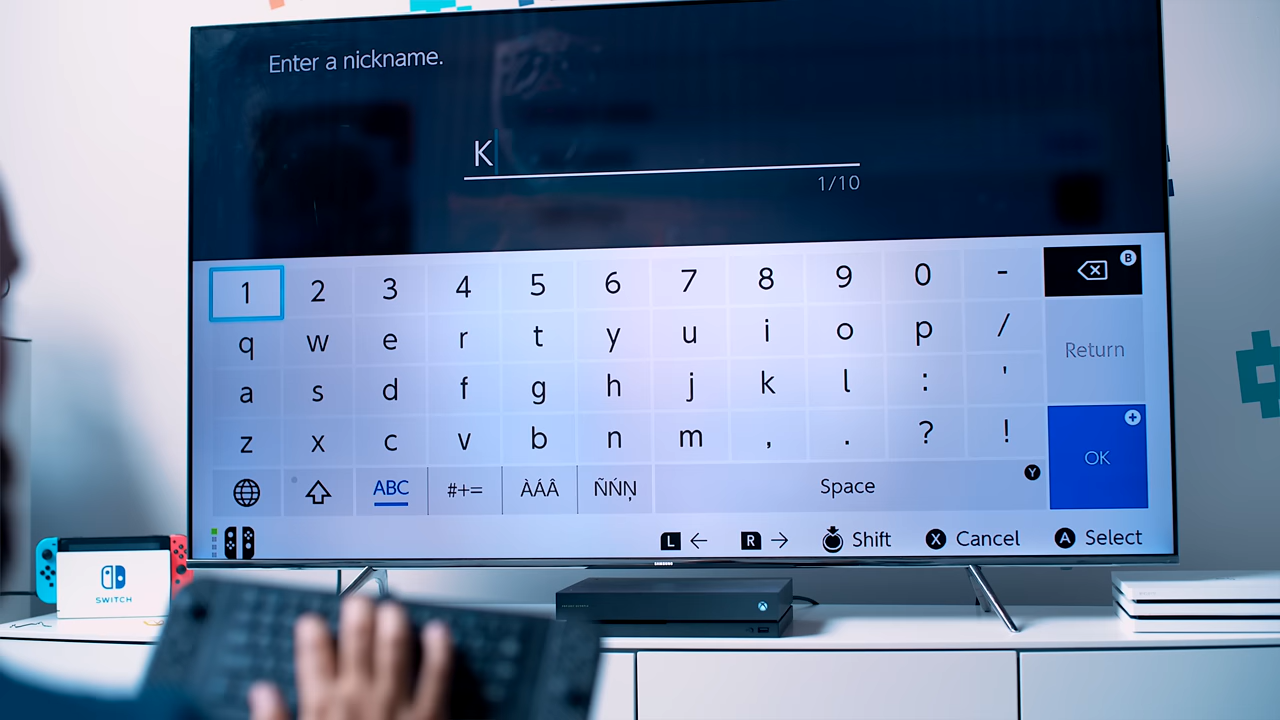 Enter a nickname.
K
1/10
1 2 3 4 5 6 7 8 9 0 - B
q w e r t y u i o p / Return
a s d f g h j k l : '
z x c v b n m , . ? ! + OK
ABC #+= ÀÁÂ ÑŃŅ Space Y
L ← R → Shift X Cancel A Select
SAMSUNG
SWITCH